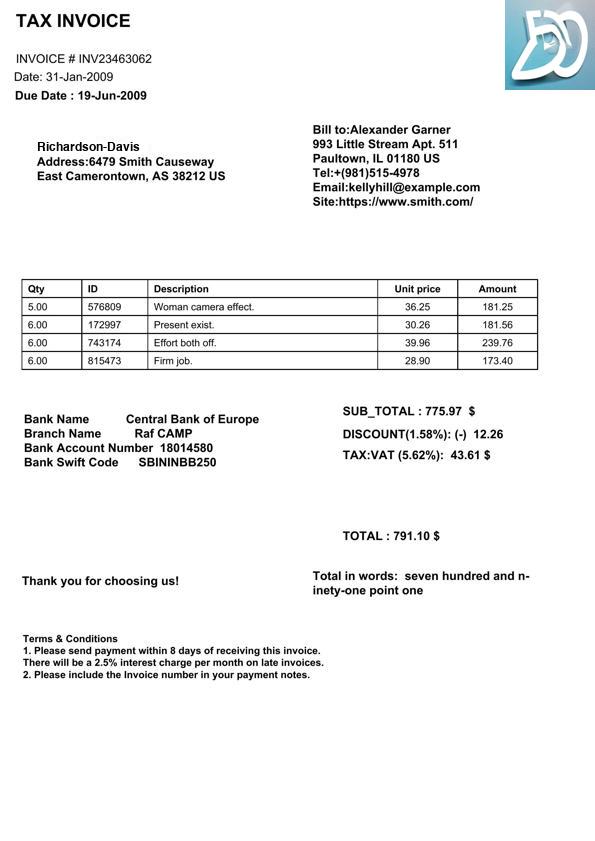 TAX INVOICE
INVOICE # INV23463062
Date: 31-Jan-2009
Due Date : 19-Jun-2009
Richardson-Davis
Address:6479 Smith Causeway
East Camerontown, AS 38212 US
Bill to:Alexander Garner
993 Little Stream Apt. 511
Paultown, IL 01180 US
Tel:+(981)515-4978
Email:kellyhill@example.com
Site:https://www.smith.com/
Qty ID Description Unit price Amount
5.00 576809 Woman camera effect. 36.25 181.25
6.00 172997 Present exist. 30.26 181.56
6.00 743174 Effort both off. 39.96 239.76
6.00 815473 Firm job. 28.90 173.40
Bank Name Central Bank of Europe
Branch Name Raf CAMP
Bank Account Number 18014580
Bank Swift Code SBININBB250
SUB_TOTAL : 775.97 $
DISCOUNT(1.58%): (-) 12.26
TAX:VAT (5.62%): 43.61 $
TOTAL : 791.10 $
Thank you for choosing us!
Total in words: seven hundred and n-
inety-one point one
Terms & Conditions
1. Please send payment within 8 days of receiving this invoice.
There will be a 2.5% interest charge per month on late invoices.
2. Please include the Invoice number in your payment notes.